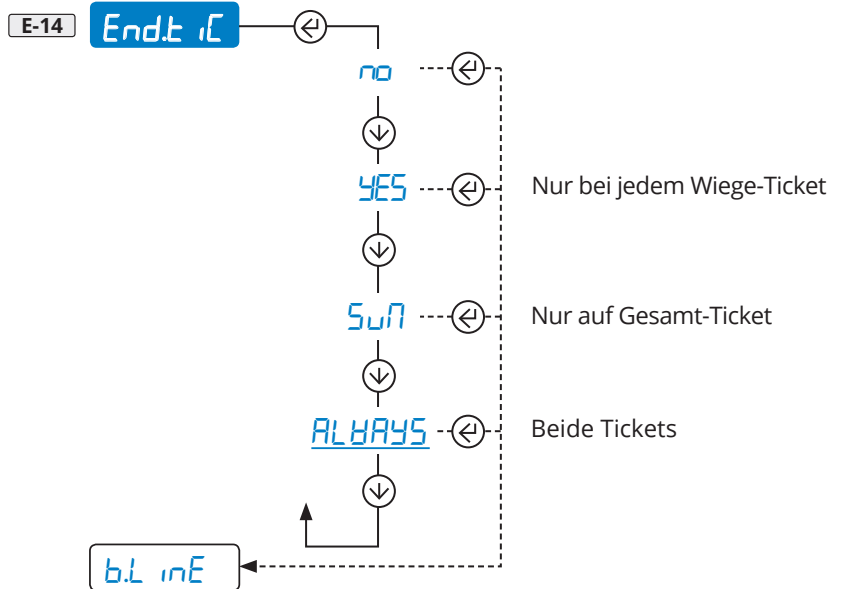 E-14 End.t iC
no
YES Nur bei jedem Wiege-Ticket
SuM Nur auf Gesamt-Ticket
ALWAYS Beide Tickets
b.L inE